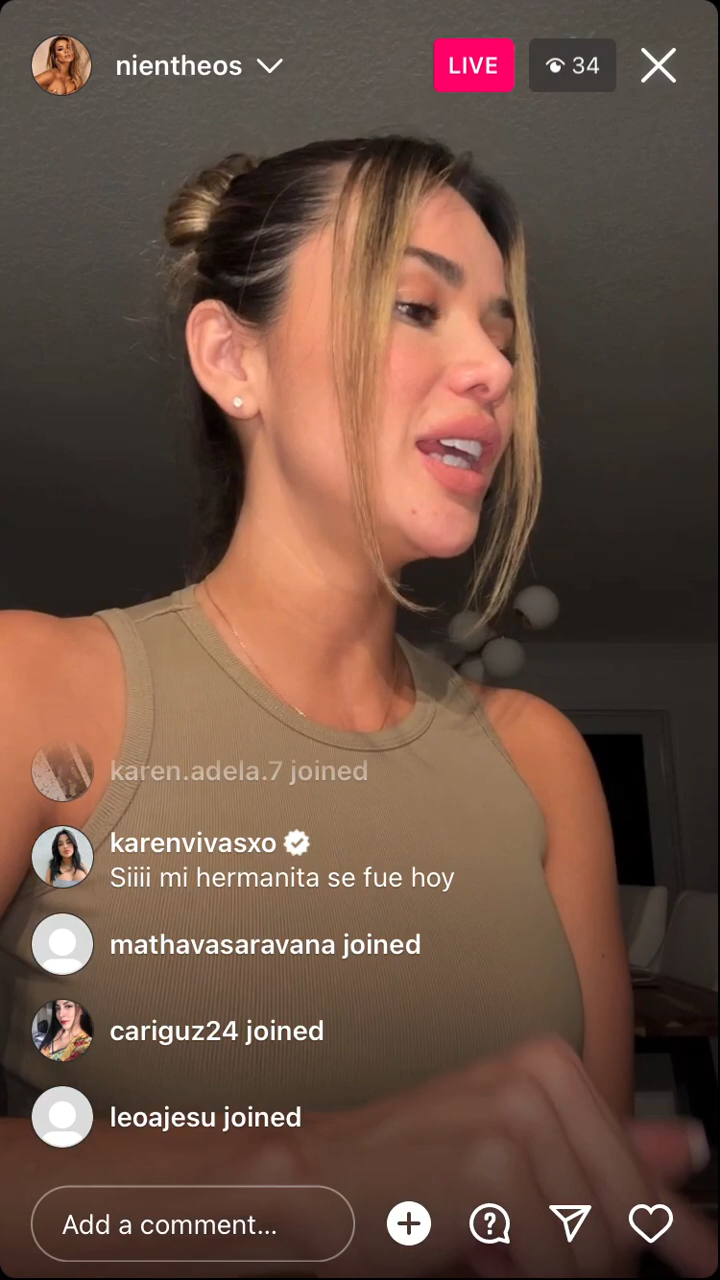 nientheos
LIVE
34
karen.adela.7 joined
karenvivasxo
Siiii mi hermanita se fue hoy
mathavasaravana joined
cariguz24 joined
leoajesu joined
Add a comment...